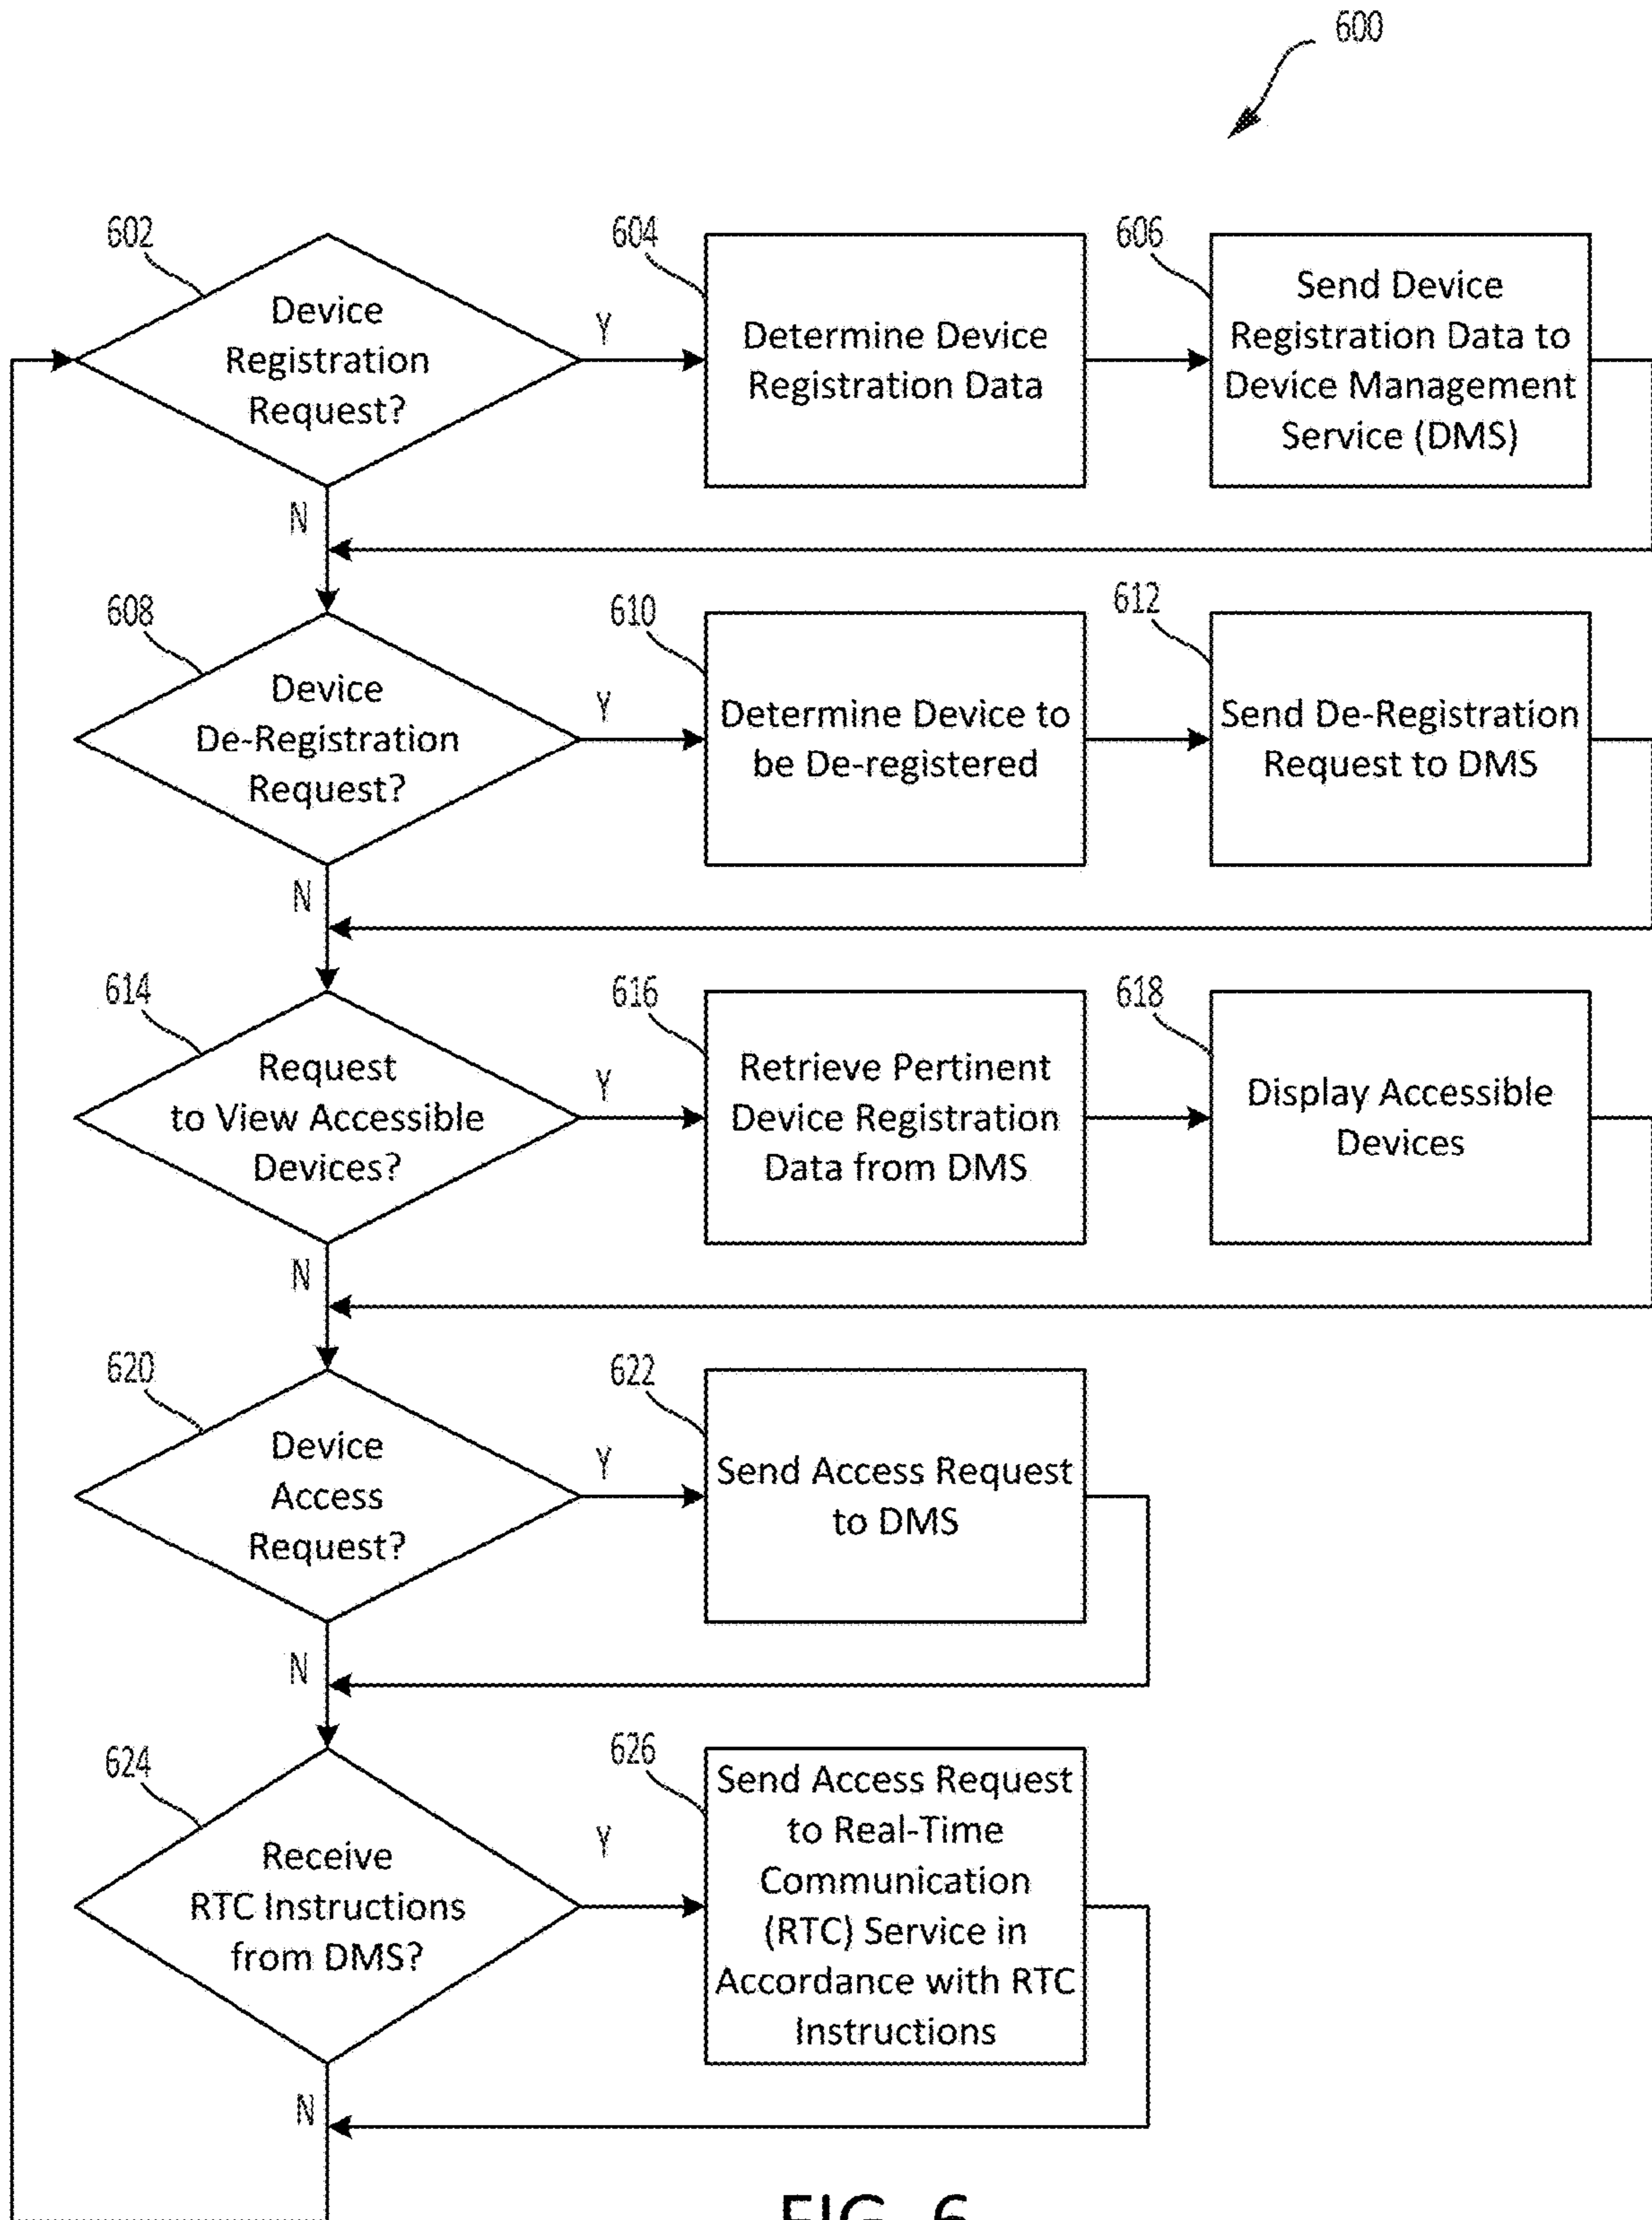 600
602
Device
Registration
Request?
Y
604
Determine Device
Registration Data
606
Send Device
Registration Data to
Device Management
Service (DMS)
N
608
Device
De-Registration
Request?
Y
610
Determine Device to
be De-registered
612
Send De-Registration
Request to DMS
N
614
Request
to View Accessible
Devices?
Y
616
Retrieve Pertinent
Device Registration
Data from DMS
618
Display Accessible
Devices
N
620
Device
Access
Request?
Y
622
Send Access Request
to DMS
N
624
Receive
RTC Instructions
from DMS?
Y
626
Send Access Request
to Real-Time
Communication
(RTC) Service in
Accordance with RTC
Instructions
N
FIG. 6